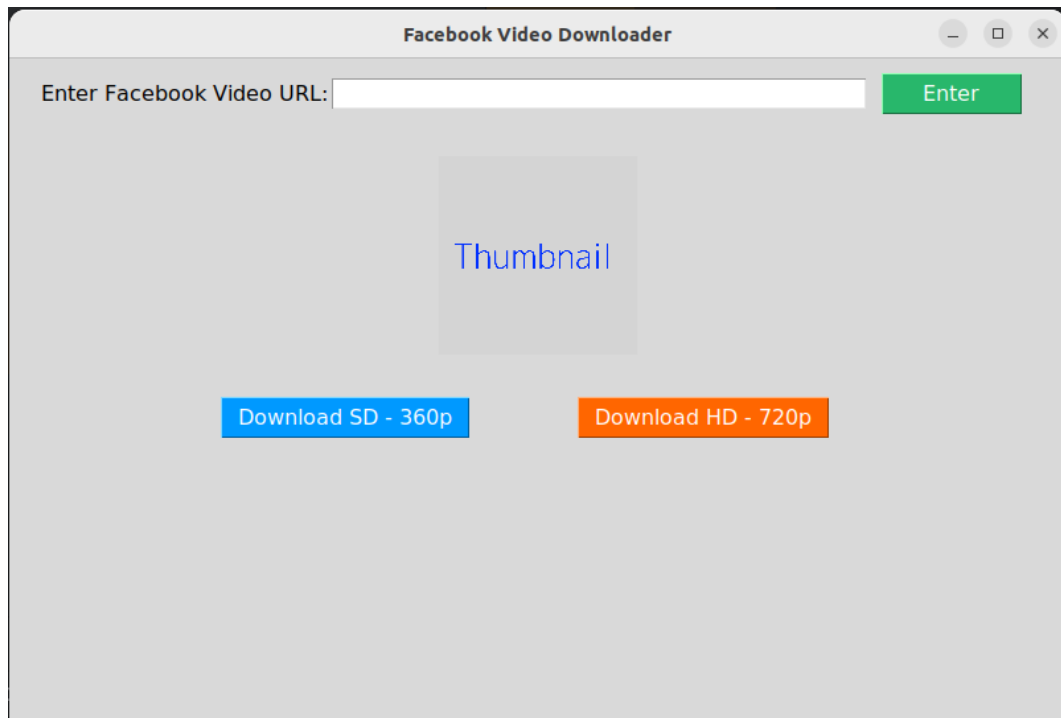 Facebook Video Downloader
Enter Facebook Video URL: Enter
Thumbnail
Download SD - 360p Download HD - 720p